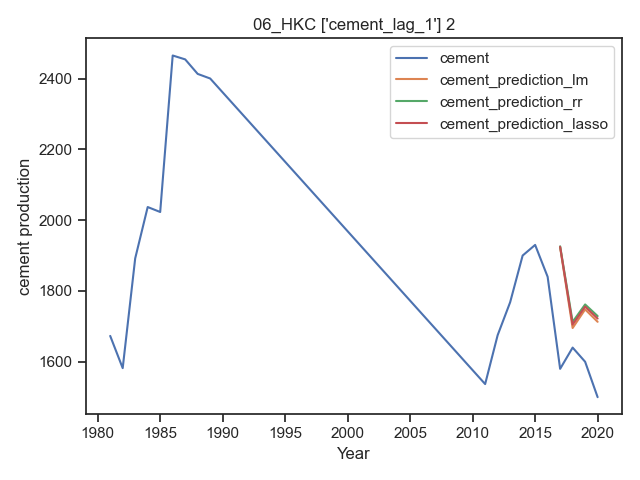 06_HKC ['cement_lag_1'] 2
cement
cement_prediction_lm
cement_prediction_rr
cement_prediction_lasso
cement production
2400
2200
2000
1800
1600
1980 1985 1990 1995 2000 2005 2010 2015 2020
Year